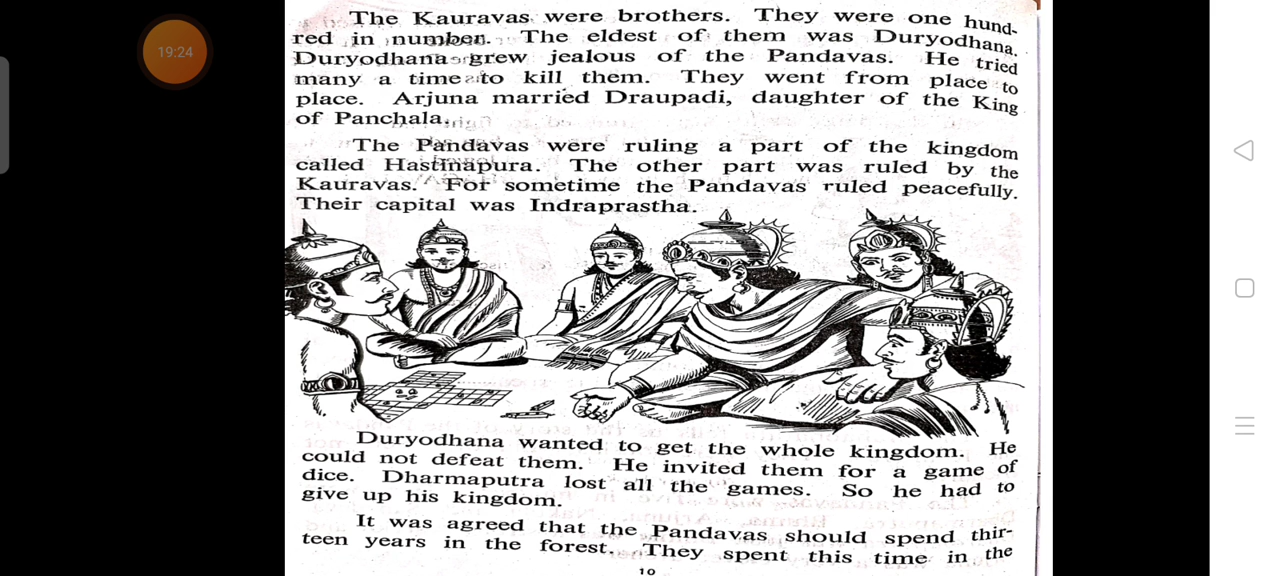 19:24
The Kauravas were brothers. They were one hund-
red in number. The eldest of them was Duryodhana.
Duryodhana grew jealous of the Pandavas. He tried
many a time to kill them. They went from place to
place. Arjuna married Draupadi, daughter of the King
of Panchala.
The Pandavas were ruling a part of the kingdom
called Hastinapura. The other part was ruled by the
Kauravas. For sometime the Pandavas ruled peacefully.
Their capital was Indraprastha.
Duryodhana wanted to get the whole kingdom. He
could not defeat them. He invited them for a game of
dice. Dharmaputra lost all the games. So he had to
give up his kingdom.
It was agreed that the Pandavas should spend thir-
teen years in the forest. They spent this time in the
10